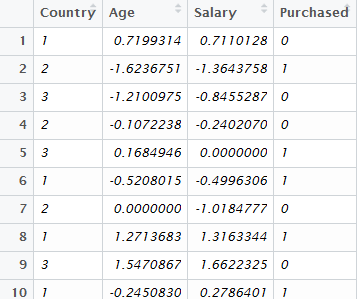 Country Age Salary Purchased
1 1 0.7199314 0.7110128 0
2 2 -1.6236751 -1.3643758 1
3 3 -1.2100975 -0.8455287 0
4 2 -0.1072238 -0.2402070 0
5 3 0.1684946 0.0000000 1
6 1 -0.5208015 -0.4996306 1
7 2 0.0000000 -1.0184777 0
8 1 1.2713683 1.3163344 1
9 3 1.5470867 1.6622325 0
10 1 -0.2450830 0.2786401 1